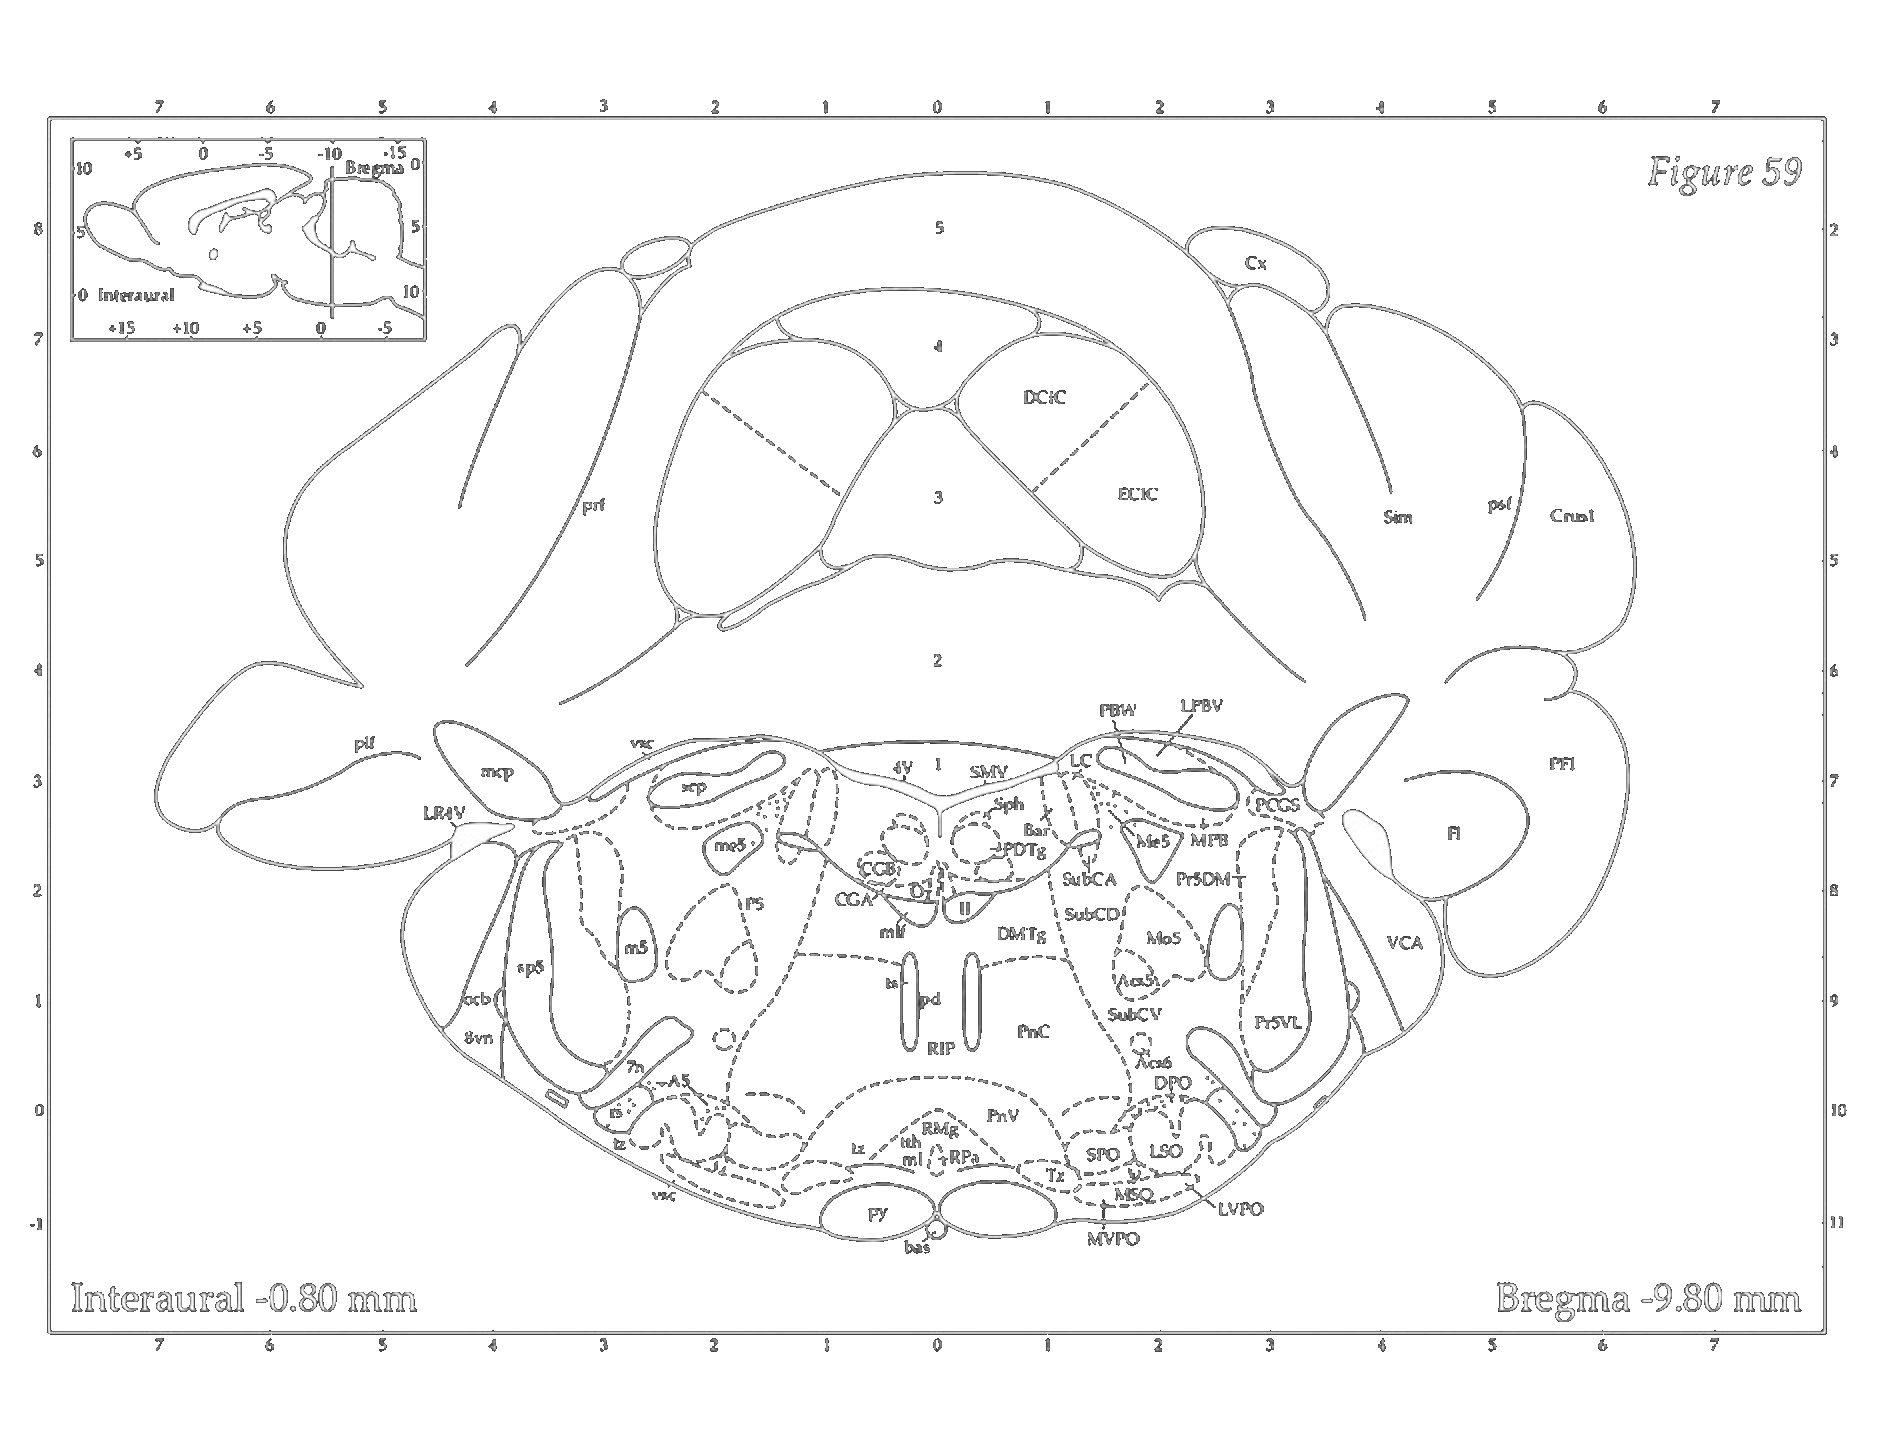 7 6 5 4 3 2 1 0 1 2 3 4 5 6 7
+5 0 -5 -10 -15
10 Bregma 0
Figure 59
5 5
0 Interaural 10
+15 +10 +5 0 -5
8 5 2
Cx
7 4 3
DCIC
6 4
3 ECIC
prf Sim psf Crus1
5 5
4 2 6
PBW LPBV
plf vsc
mcp 4V 1 SMV LC PFl
3 scp 7
LR4V Sph PCGS
me5 Bar PDTg Me5 MPB Fl
CGB O SubCA Pr5DM
2 CGA 8
P5 mlf II SubCD
DMTg Mo5 VCA
m5
sp5 ts Acs5
1 ocb pd 9
8vn PnC SubCV Pr5VL
RIP
7n Acs6
A5 DPO
0 rs PnV 10
tz lz RMg
tth SPO LSO
ml RPa
vsc Tz MSO
py LVPO
-1 11
bas MVPO
Interaural -0.80 mm Bregma -9.80 mm
7 6 5 4 3 2 1 0 1 2 3 4 5 6 7